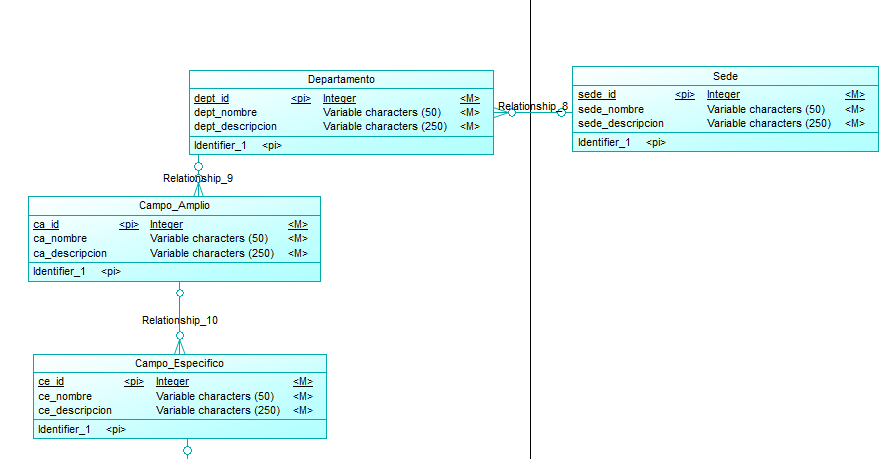 Departamento
dept_id <pi> Integer <M>
dept_nombre Variable characters (50) <M>
dept_descripcion Variable characters (250) <M>
Identifier_1 <pi>
Relationship_8
Sede
sede_id <pi> Integer <M>
sede_nombre Variable characters (50) <M>
sede_descripcion Variable characters (250) <M>
Identifier_1 <pi>
Relationship_9
Campo_Amplio
ca_id <pi> Integer <M>
ca_nombre Variable characters (50) <M>
ca_descripcion Variable characters (250) <M>
Identifier_1 <pi>
Relationship_10
Campo_Especifico
ce_id <pi> Integer <M>
ce_nombre Variable characters (50) <M>
ce_descripcion Variable characters (250) <M>
Identifier_1 <pi>